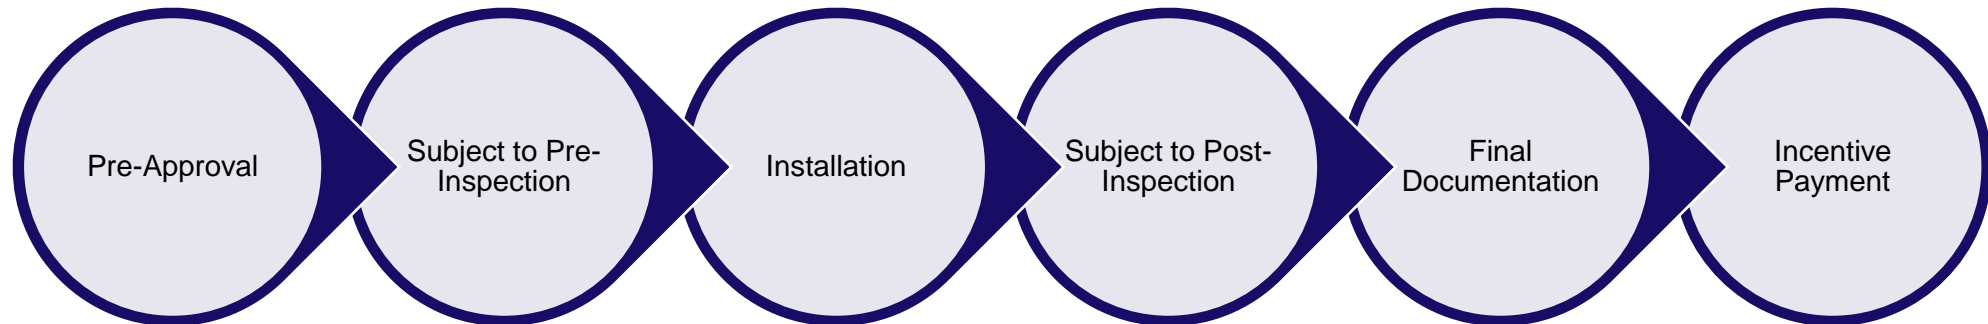 Pre-Approval
Subject to Pre-
Inspection
Installation
Subject to Post-
Inspection
Final
Documentation
Incentive
Payment